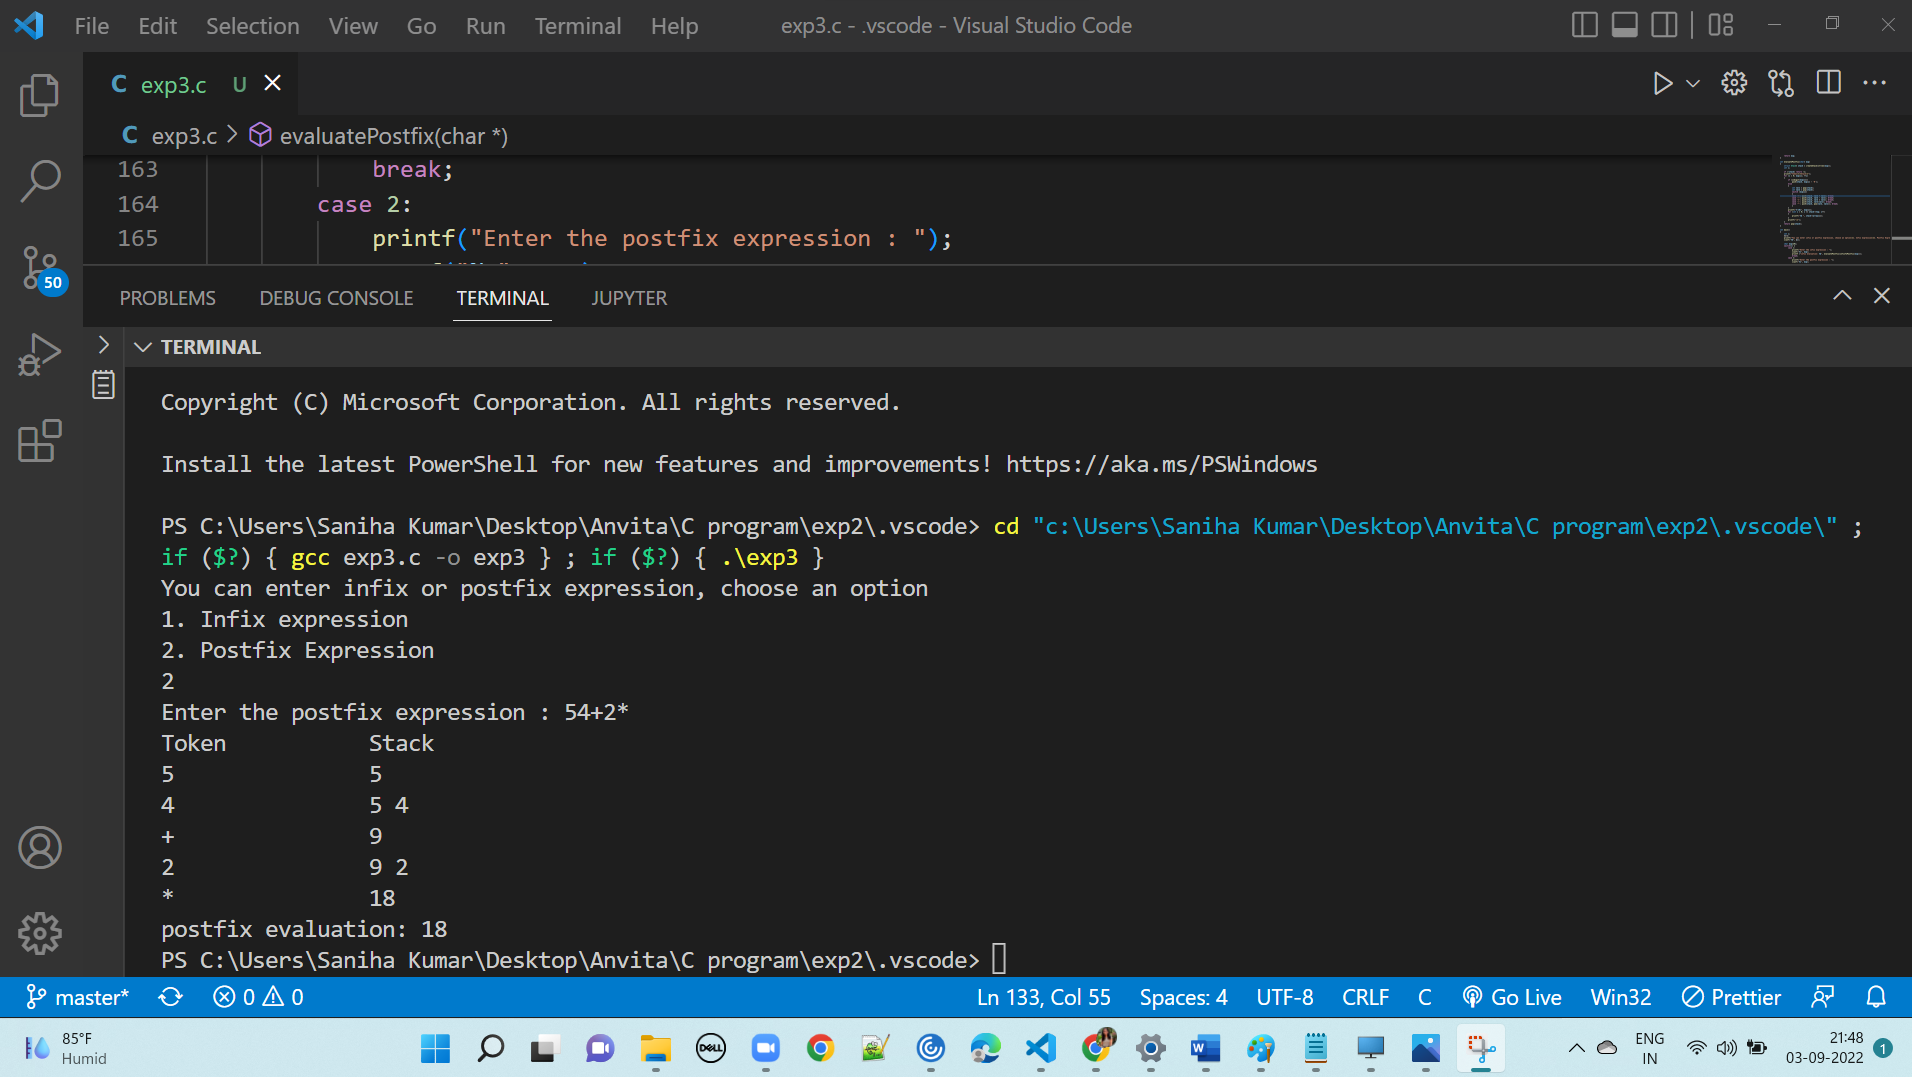 File Edit Selection View Go Run Terminal Help exp3.c - .vscode - Visual Studio Code
C exp3.c U
C exp3.c > evaluatePostfix(char *)
163 break;
164 case 2:
165 printf("Enter the postfix expression : ");
50
PROBLEMS DEBUG CONSOLE TERMINAL JUPYTER
TERMINAL
Copyright (C) Microsoft Corporation. All rights reserved.
Install the latest PowerShell for new features and improvements! https://aka.ms/PSWindows
PS C:\Users\Saniha Kumar\Desktop\Anvita\C program\exp2\.vscode> cd "c:\Users\Saniha Kumar\Desktop\Anvita\C program\exp2\.vscode\" ;
if ($?) { gcc exp3.c -o exp3 } ; if ($?) { .\exp3 }
You can enter infix or postfix expression, choose an option
1. Infix expression
2. Postfix Expression
2
Enter the postfix expression : 54+2*
Token Stack
5 5
4 5 4
+ 9
2 9 2
* 18
postfix evaluation: 18
PS C:\Users\Saniha Kumar\Desktop\Anvita\C program\exp2\.vscode>
master* 0 0 Ln 133, Col 55 Spaces: 4 UTF-8 CRLF C Go Live Win32 Prettier
85°F
Humid
DELL
ENG
IN
21:48
03-09-2022
1